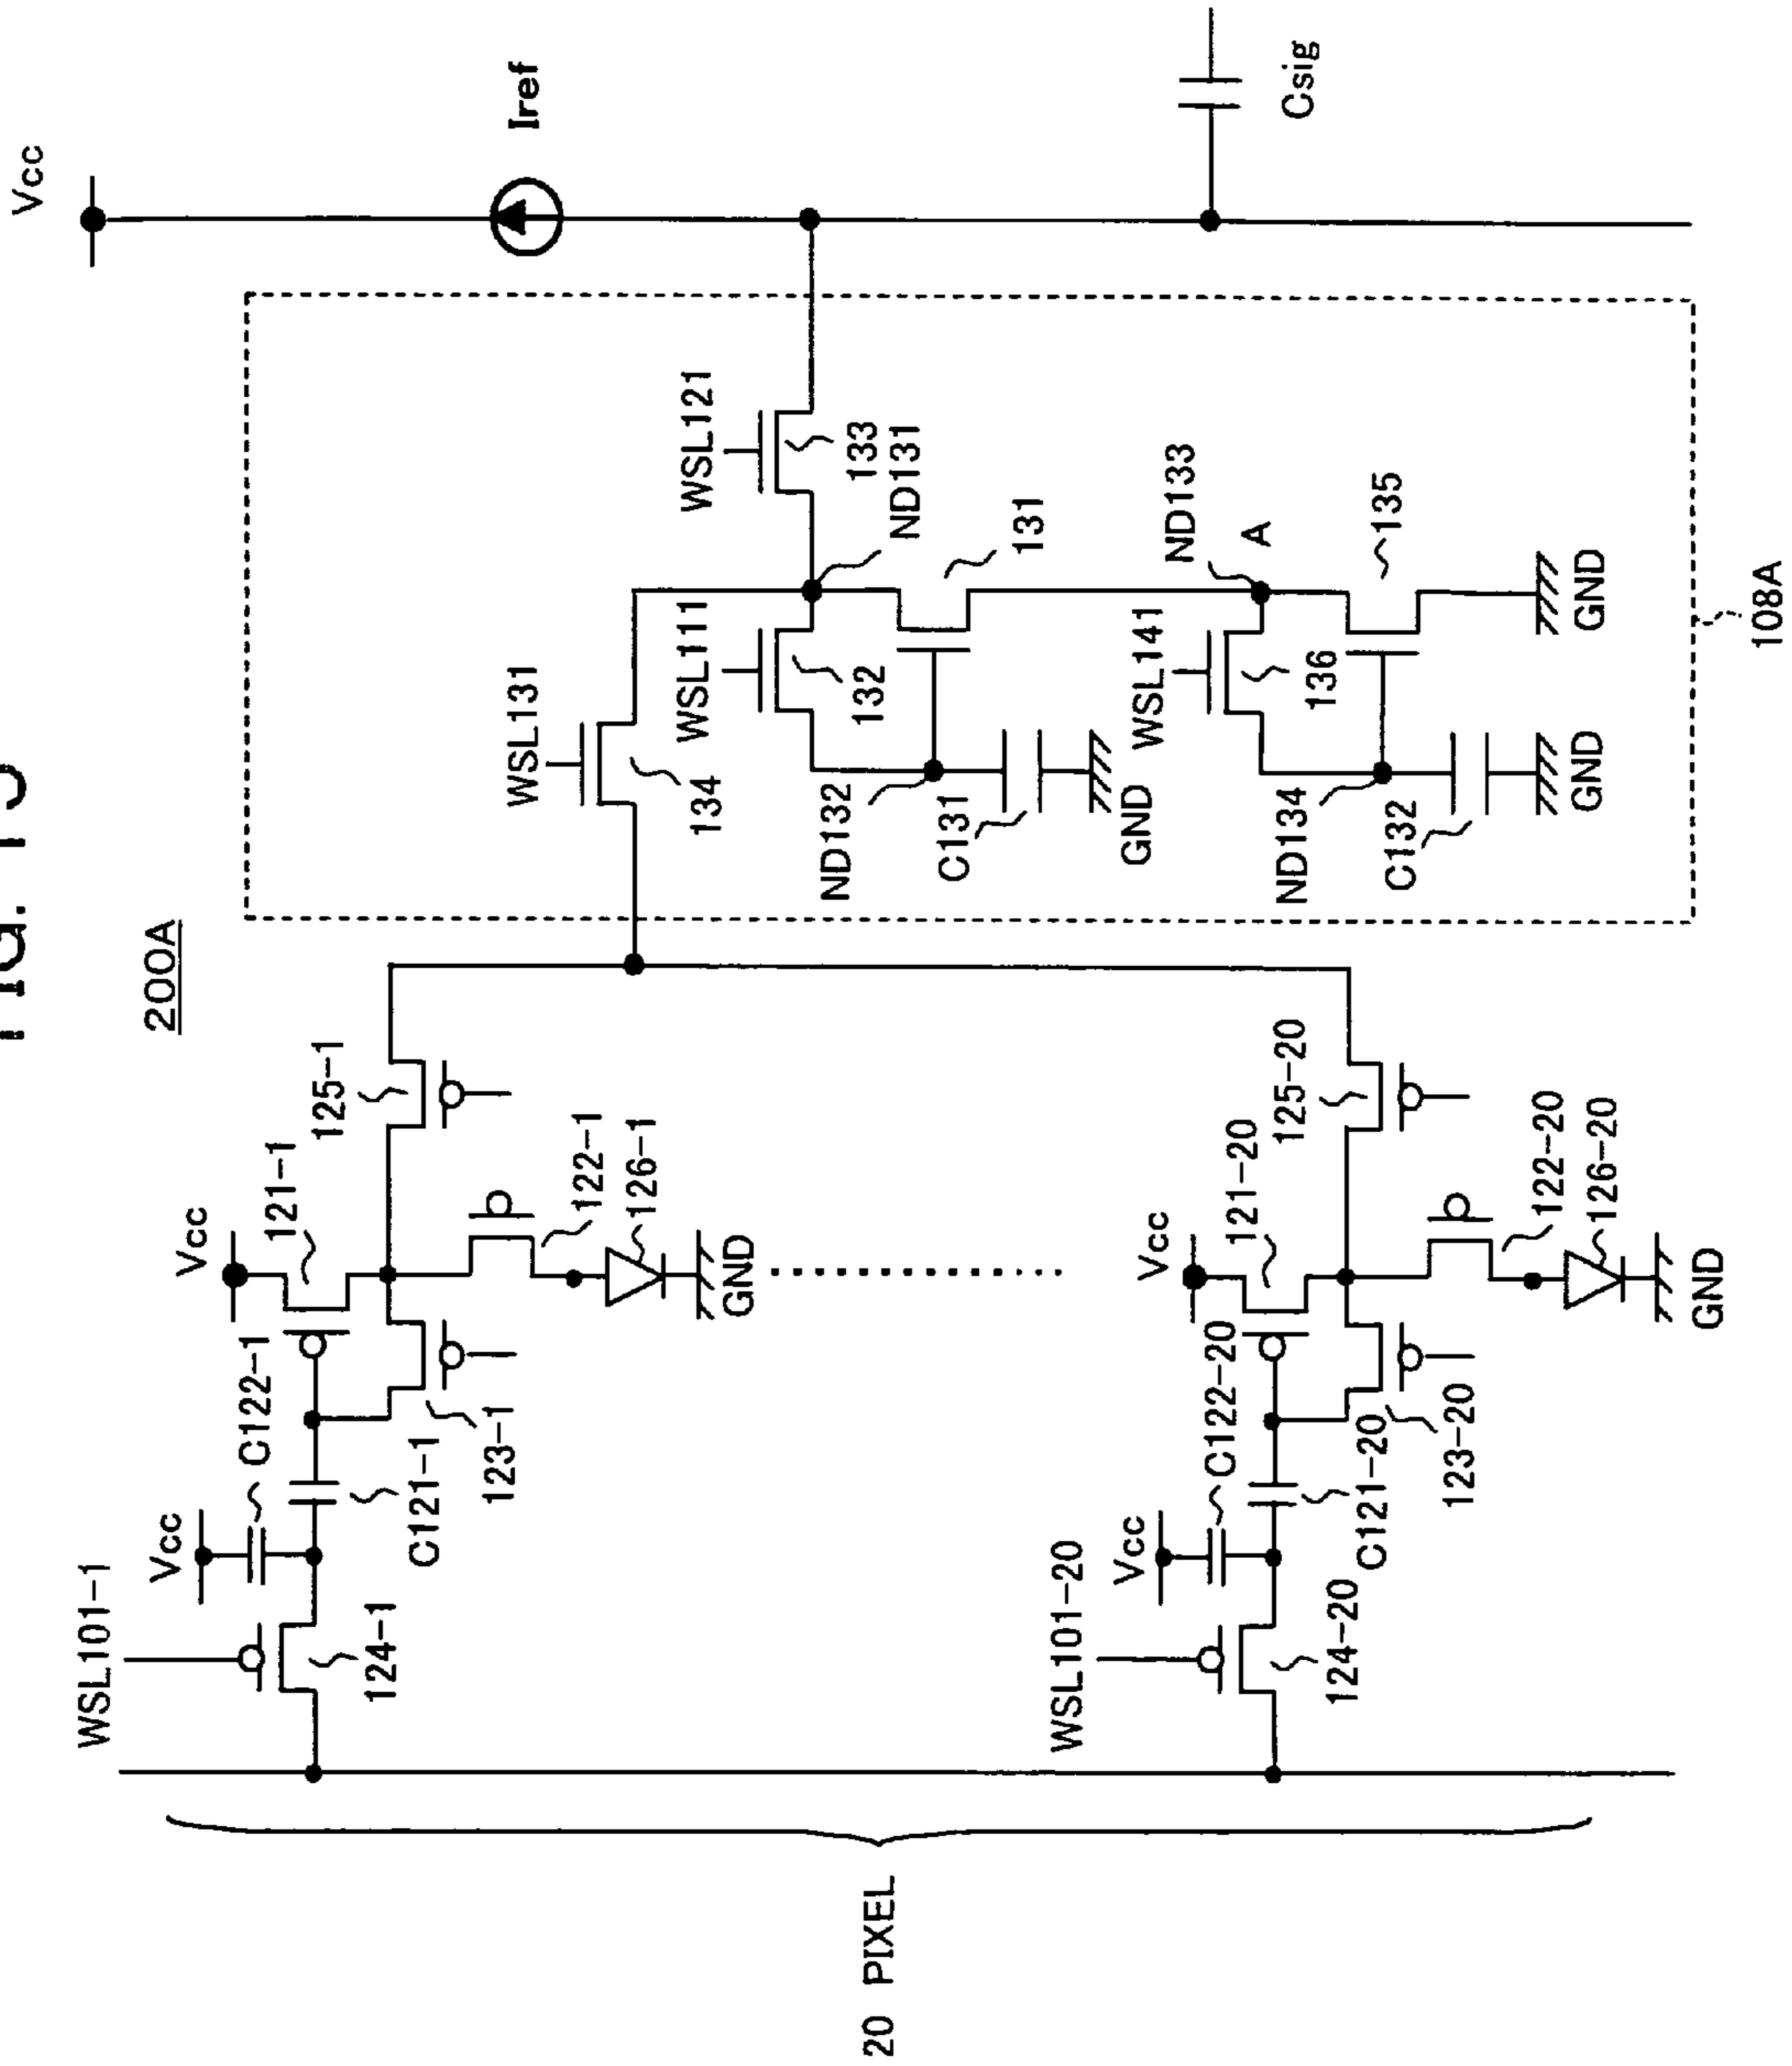 FIG.
200A
Vcc
Iref
Csig
WSL101-1
Vcc
C122-1
Vcc
121-1
125-1
124-1
C121-1
123-1
122-1
126-1
GND
WSL131
134
WSL121
133
ND131
WSL111
132
131
ND132
C131
GND
ND133
A
WSL141
136
135
ND134
C132
GND
GND
108A
20 PIXEL
WSL101-20
Vcc
C122-20
Vcc
121-20
125-20
124-20
C121-20
123-20
122-20
126-20
GND